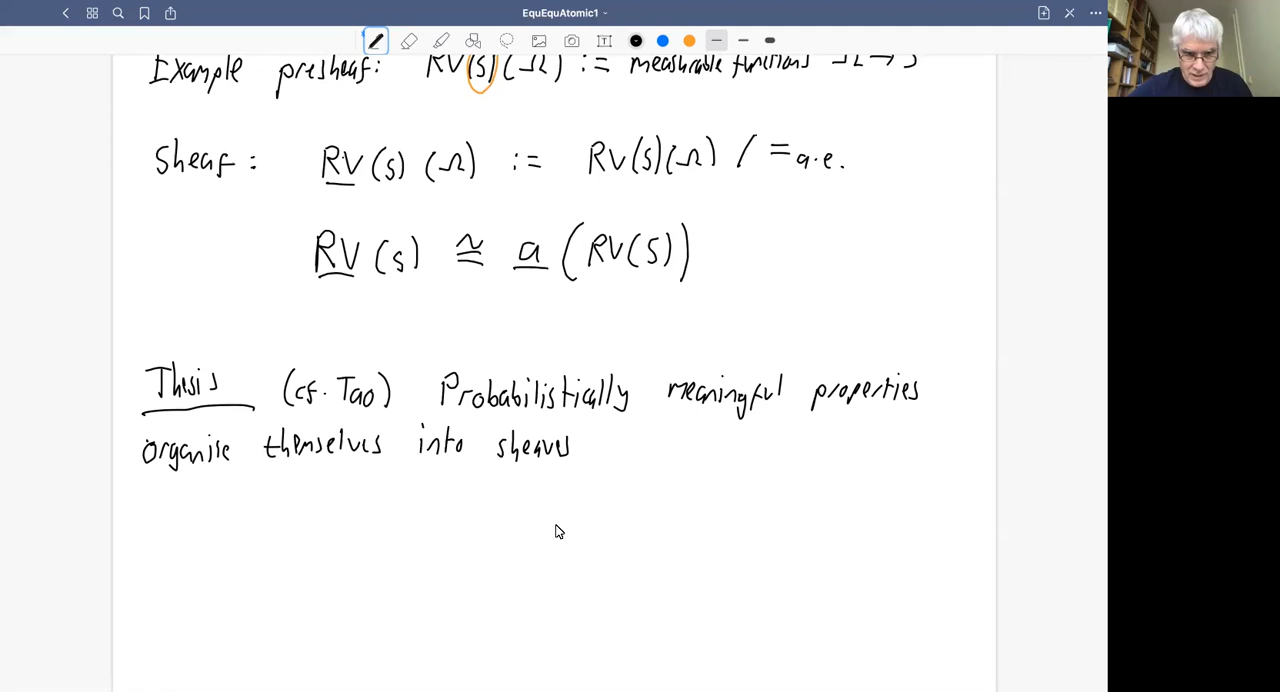 EquEquAtomic1
Example presheaf: RV(S)(Ω) := measurable functions Ω → S
Sheaf: RV(S)(Ω) := RV(S)(Ω) / =a.e.
RV(S) ≅ a(RV(S))
Thesis (cf. Tao) Probabilistically meaningful properties
organise themselves into sheaves